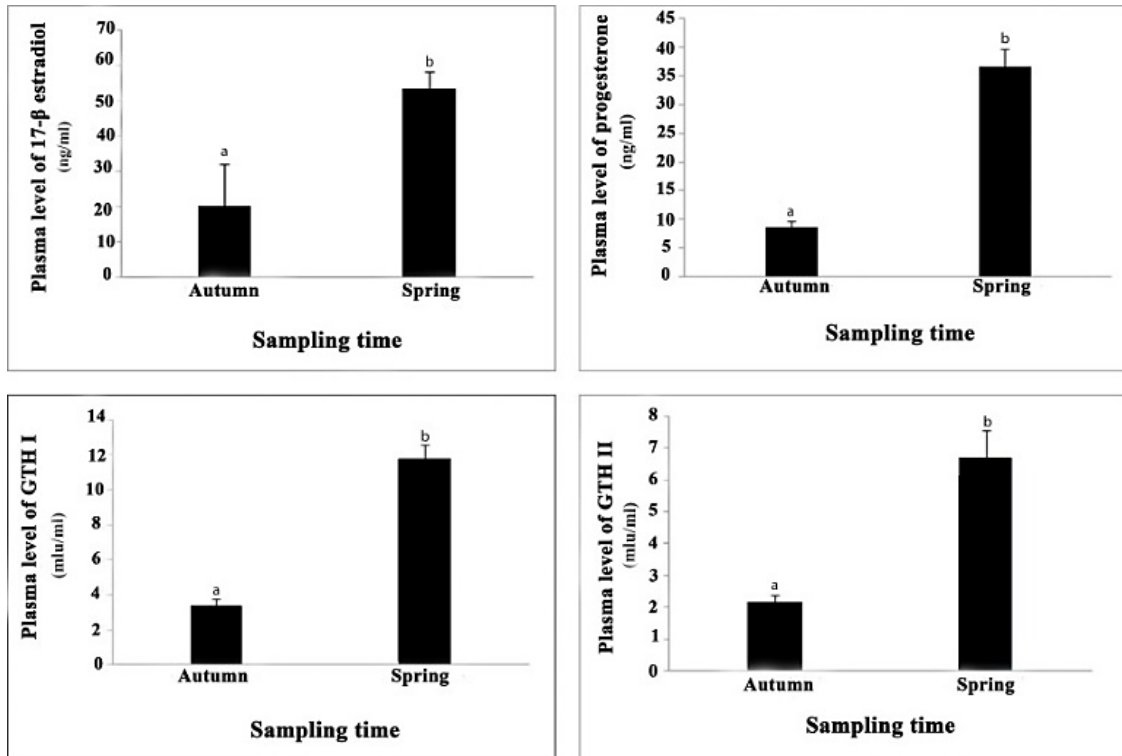 70
60
50
40
30
20
10
0
Plasma level of 17-β estradiol
(ng/ml)
a
b
Autumn
Spring
Sampling time
45
40
35
30
25
20
15
10
5
0
Plasma level of progesterone
(ng/ml)
a
b
Autumn
Spring
Sampling time
14
12
10
8
6
4
2
0
Plasma level of GTH I
(mlu/ml)
a
b
Autumn
Spring
Sampling time
8
7
6
5
4
3
2
1
0
Plasma level of GTH II
(mlu/ml)
a
b
Autumn
Spring
Sampling time